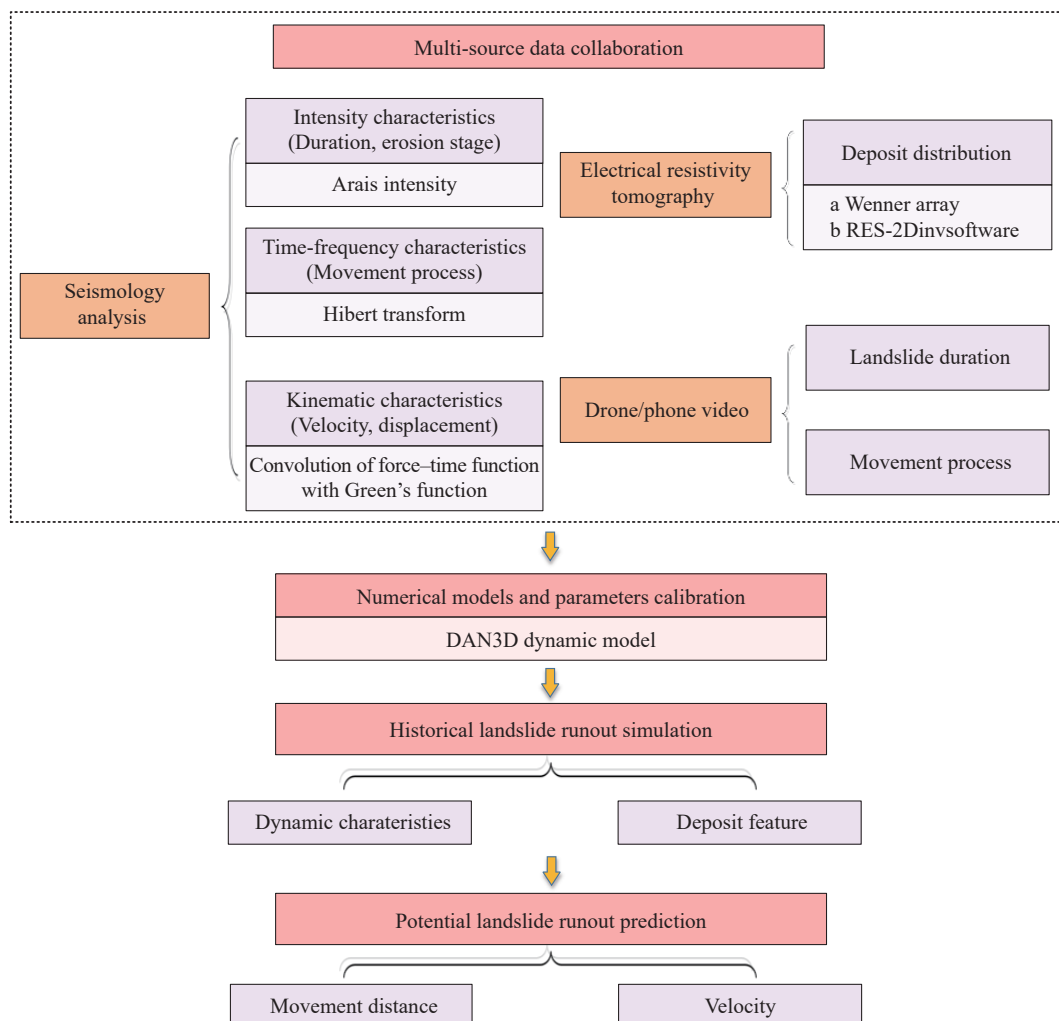 Multi-source data collaboration
Seismology
analysis
Intensity characteristics
(Duration, erosion stage)
Arais intensity
Time-frequency characteristics
(Movement process)
Hibert transform
Kinematic characteristics
(Velocity, displacement)
Convolution of force–time function
with Green’s function
Electrical resistivity
tomography
Deposit distribution
a Wenner array
b RES-2Dinvsoftware
Drone/phone video
Landslide duration
Movement process
Numerical models and parameters calibration
DAN3D dynamic model
Historical landslide runout simulation
Dynamic charateristies
Deposit feature
Potential landslide runout prediction
Movement distance
Velocity